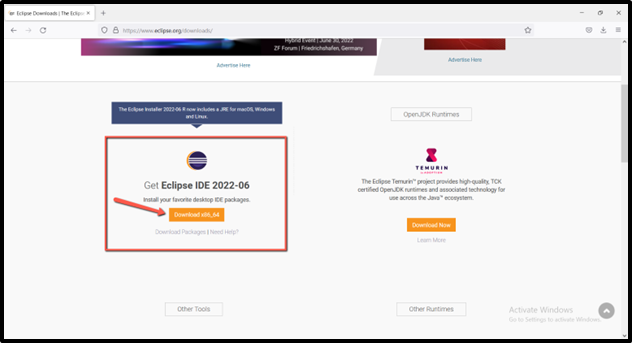 Eclipse Downloads | The Eclipse
https://www.eclipse.org/downloads/
Hybrid Event | June 30, 2022
ZF Forum | Friedrichshafen, Germany
Advertise Here
Advertise Here
The Eclipse Installer 2022-06 R now includes a JRE for macOS, Windows
and Linux.
OpenJDK Runtimes
Get Eclipse IDE 2022-06
Install your favorite desktop IDE packages.
Download x86_64
Download Packages | Need Help?
TEMURIN
The Eclipse Temurin™ project provides high-quality, TCK
certified OpenJDK runtimes and associated technology for
use across the Java™ ecosystem.
Download Now
Learn More
Other Tools
Other Runtimes
Activate Windows
Go to Settings to activate Windows.